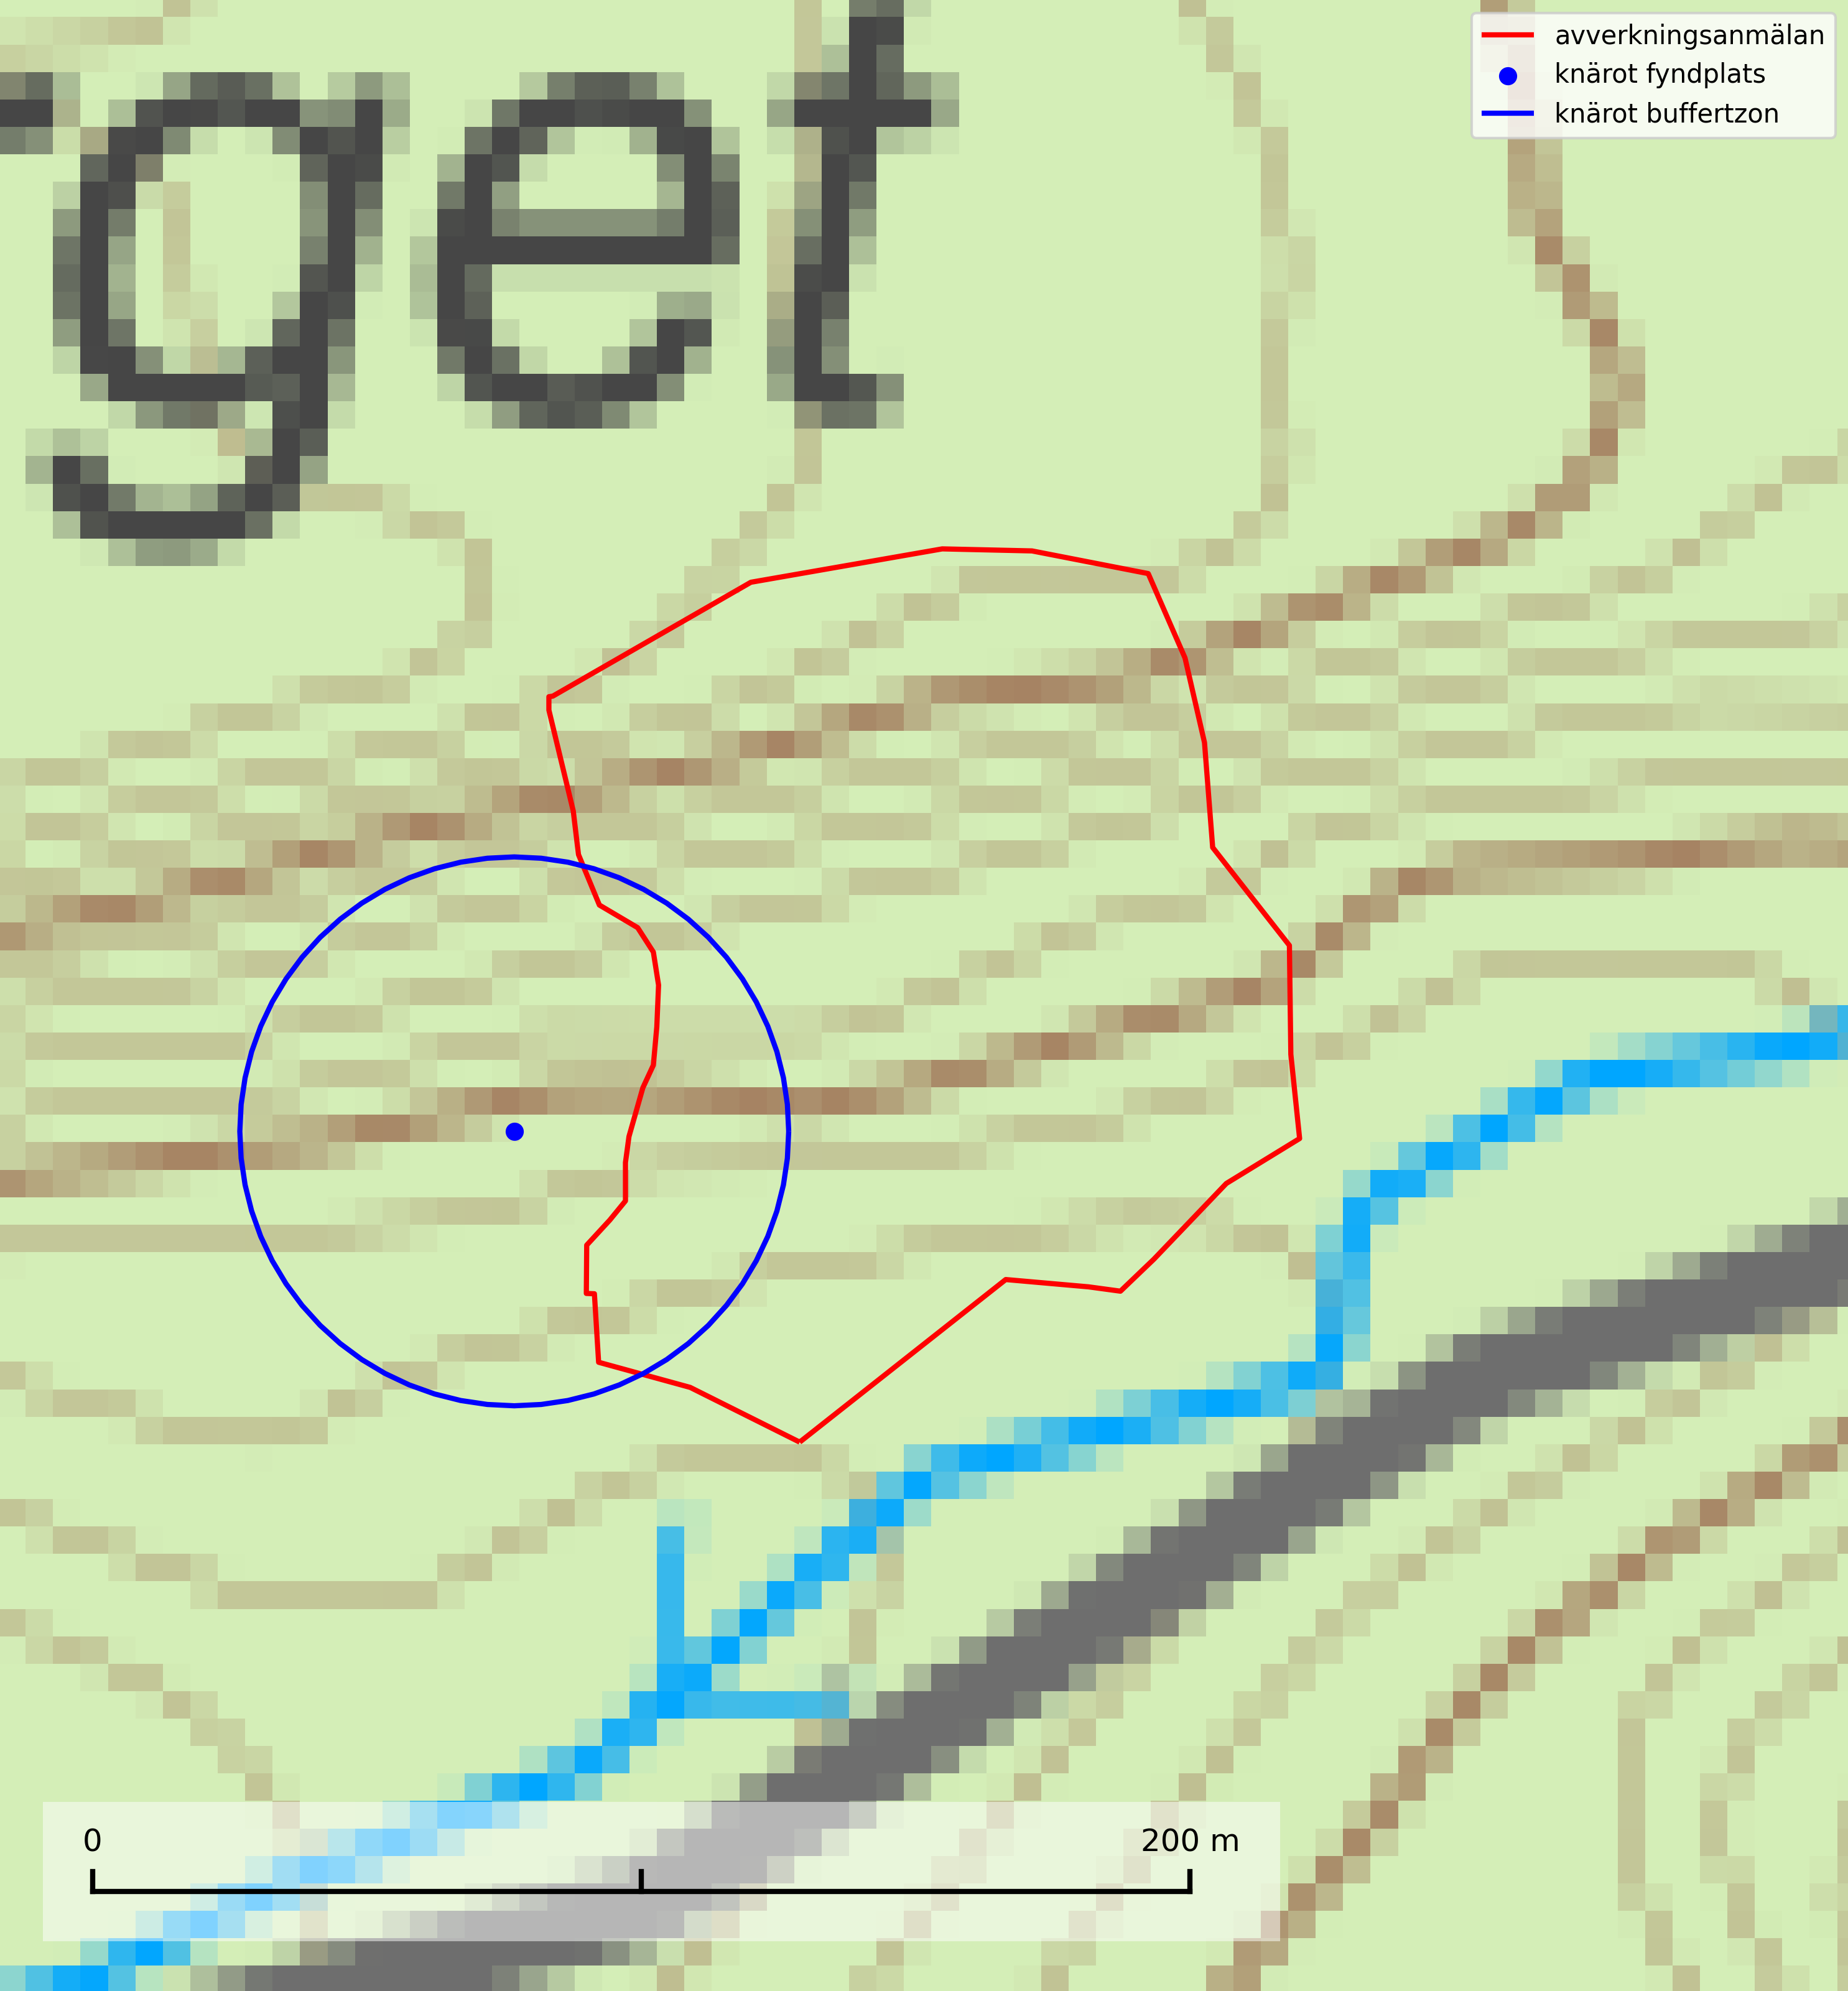 get
avverkningsanmälan
knärot fyndplats
knärot buffertzon
0 200 m